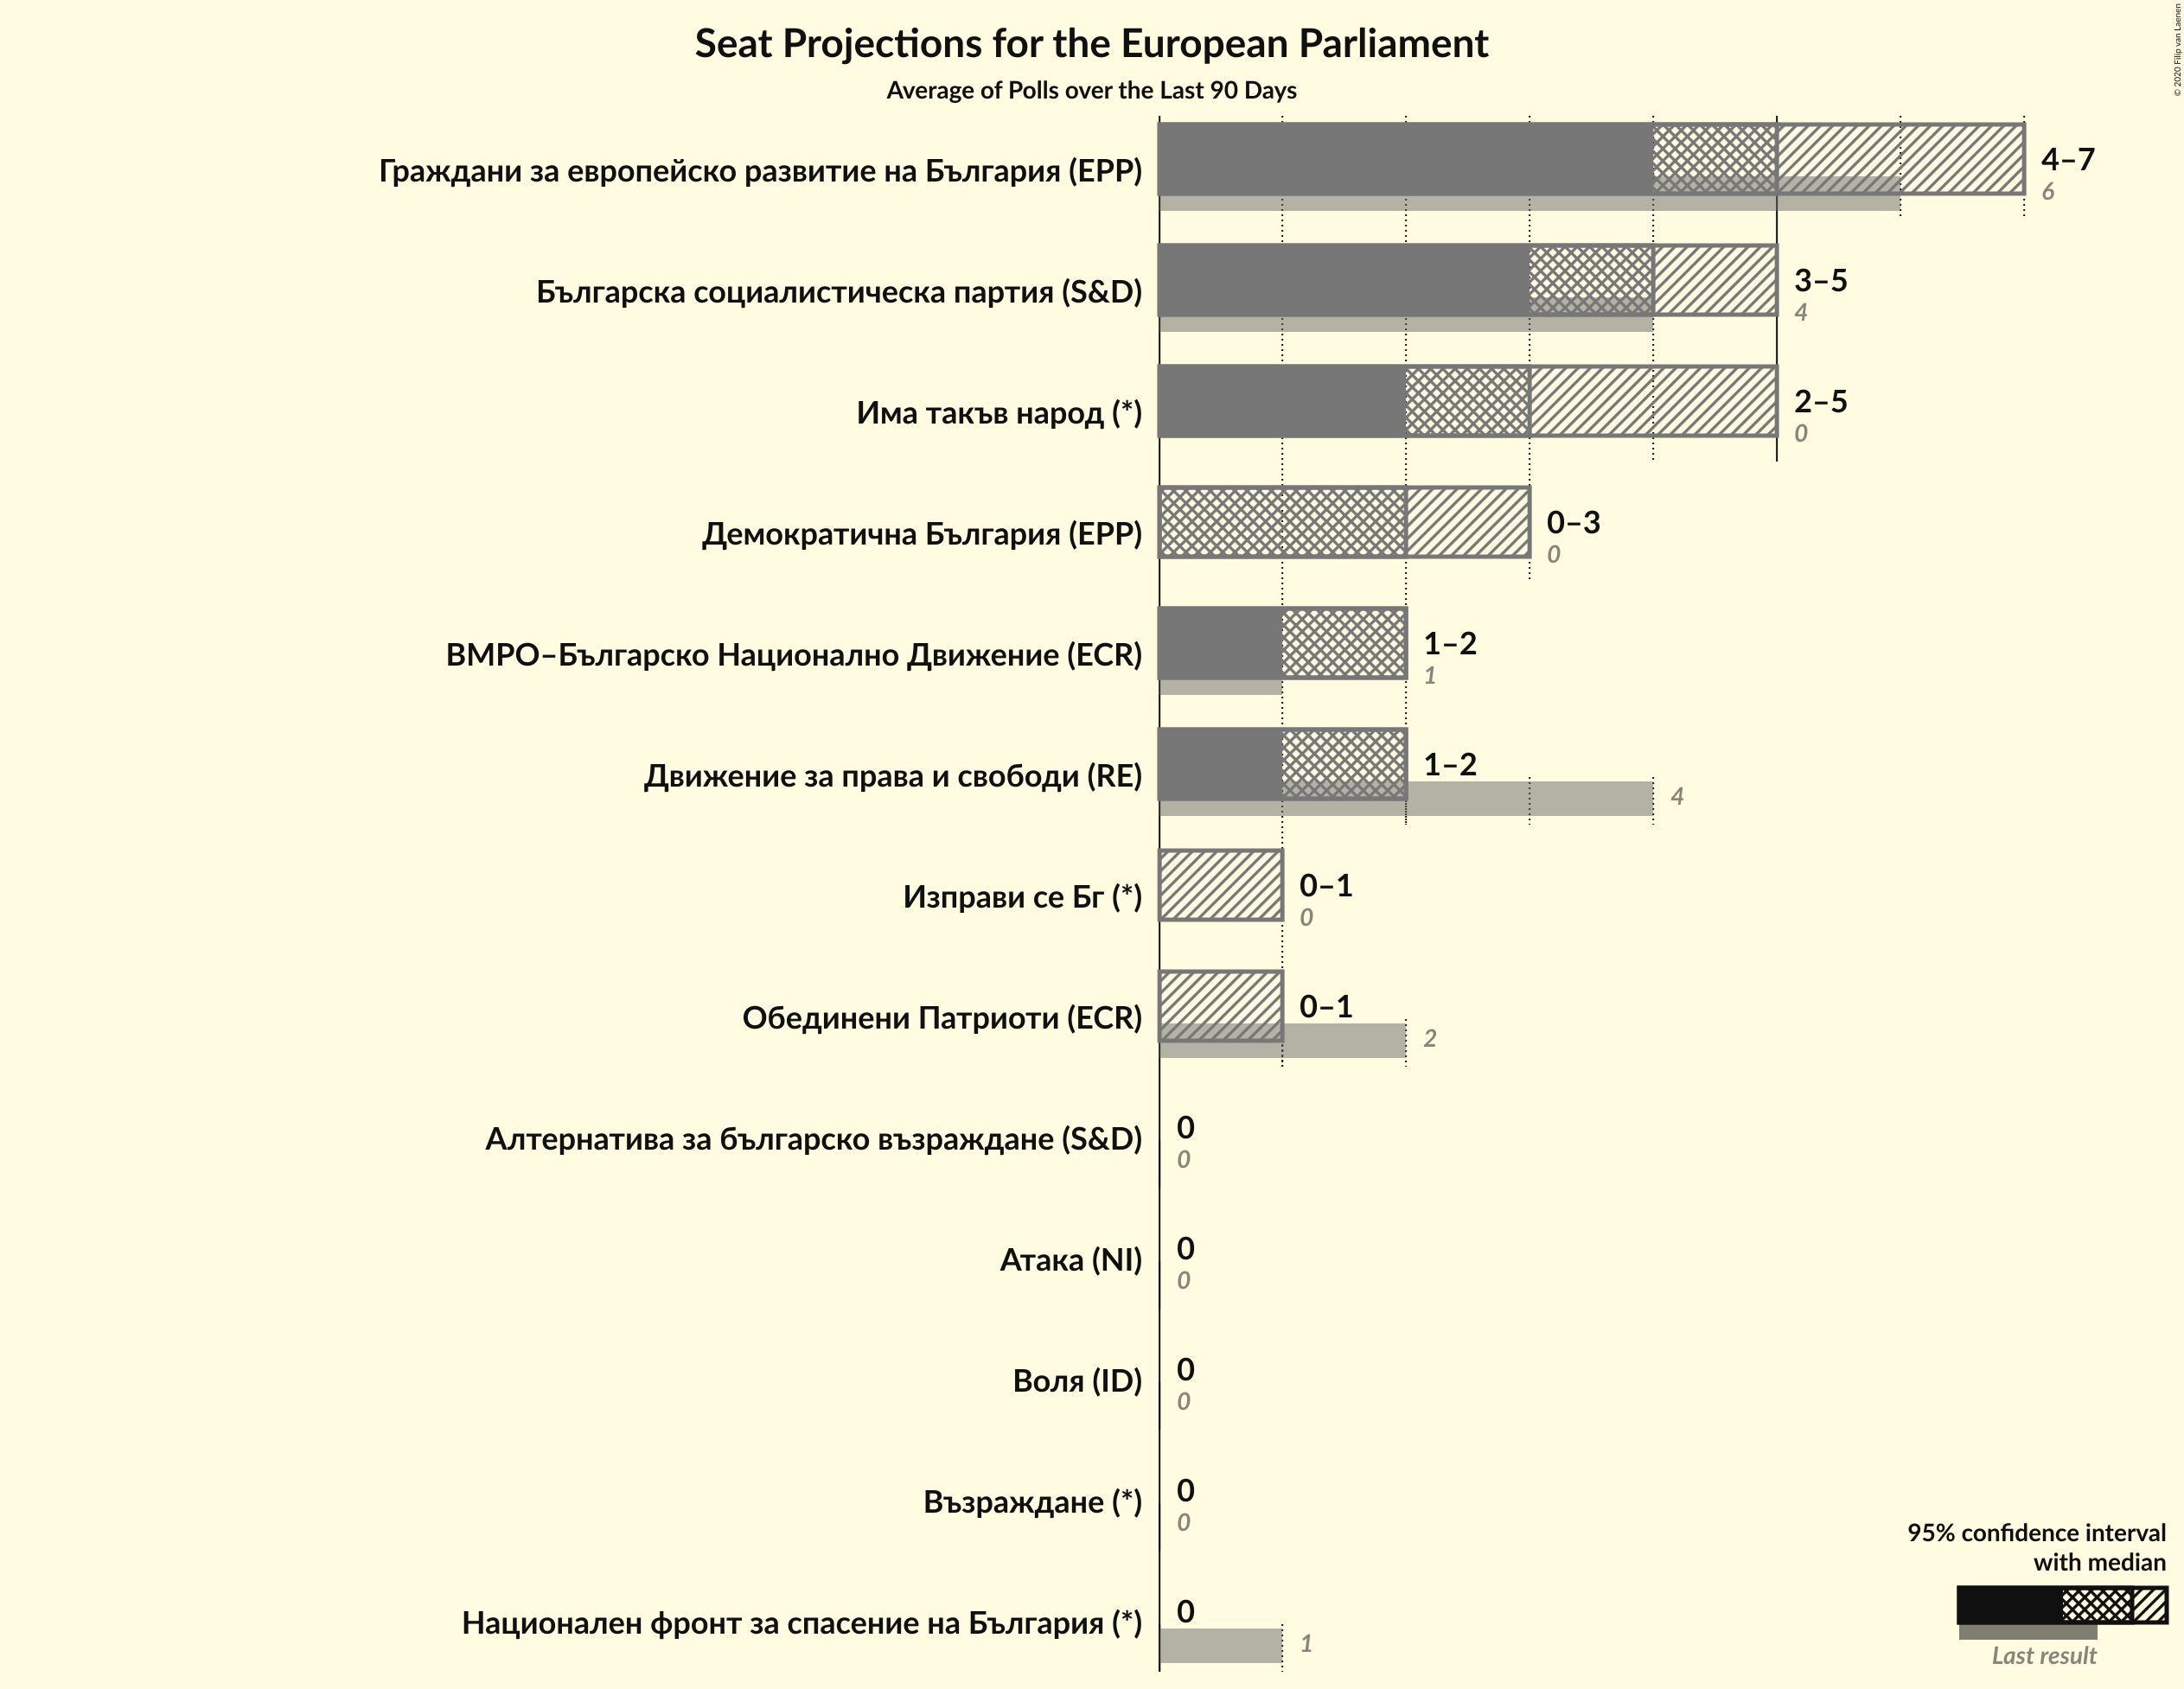 Seat Projections for the European Parliament
Average of Polls over the Last 90 Days
© 2020 Filip van Laenen
Граждани за европейско развитие на България (EPP)
4–7
6
Българска социалистическа партия (S&D)
3–5
4
Има такъв народ (*)
2–5
0
Демократична България (EPP)
0–3
0
ВМРО–Българско Национално Движение (ECR)
1–2
1
Движение за права и свободи (RE)
1–2
4
Изправи се Бг (*)
0–1
0
Обединени Патриоти (ECR)
0–1
2
Алтернатива за българско възраждане (S&D)
0
0
Атака (NI)
0
0
Воля (ID)
0
0
Възраждане (*)
0
0
Национален фронт за спасение на България (*)
0
1
95% confidence interval
with median
Last result